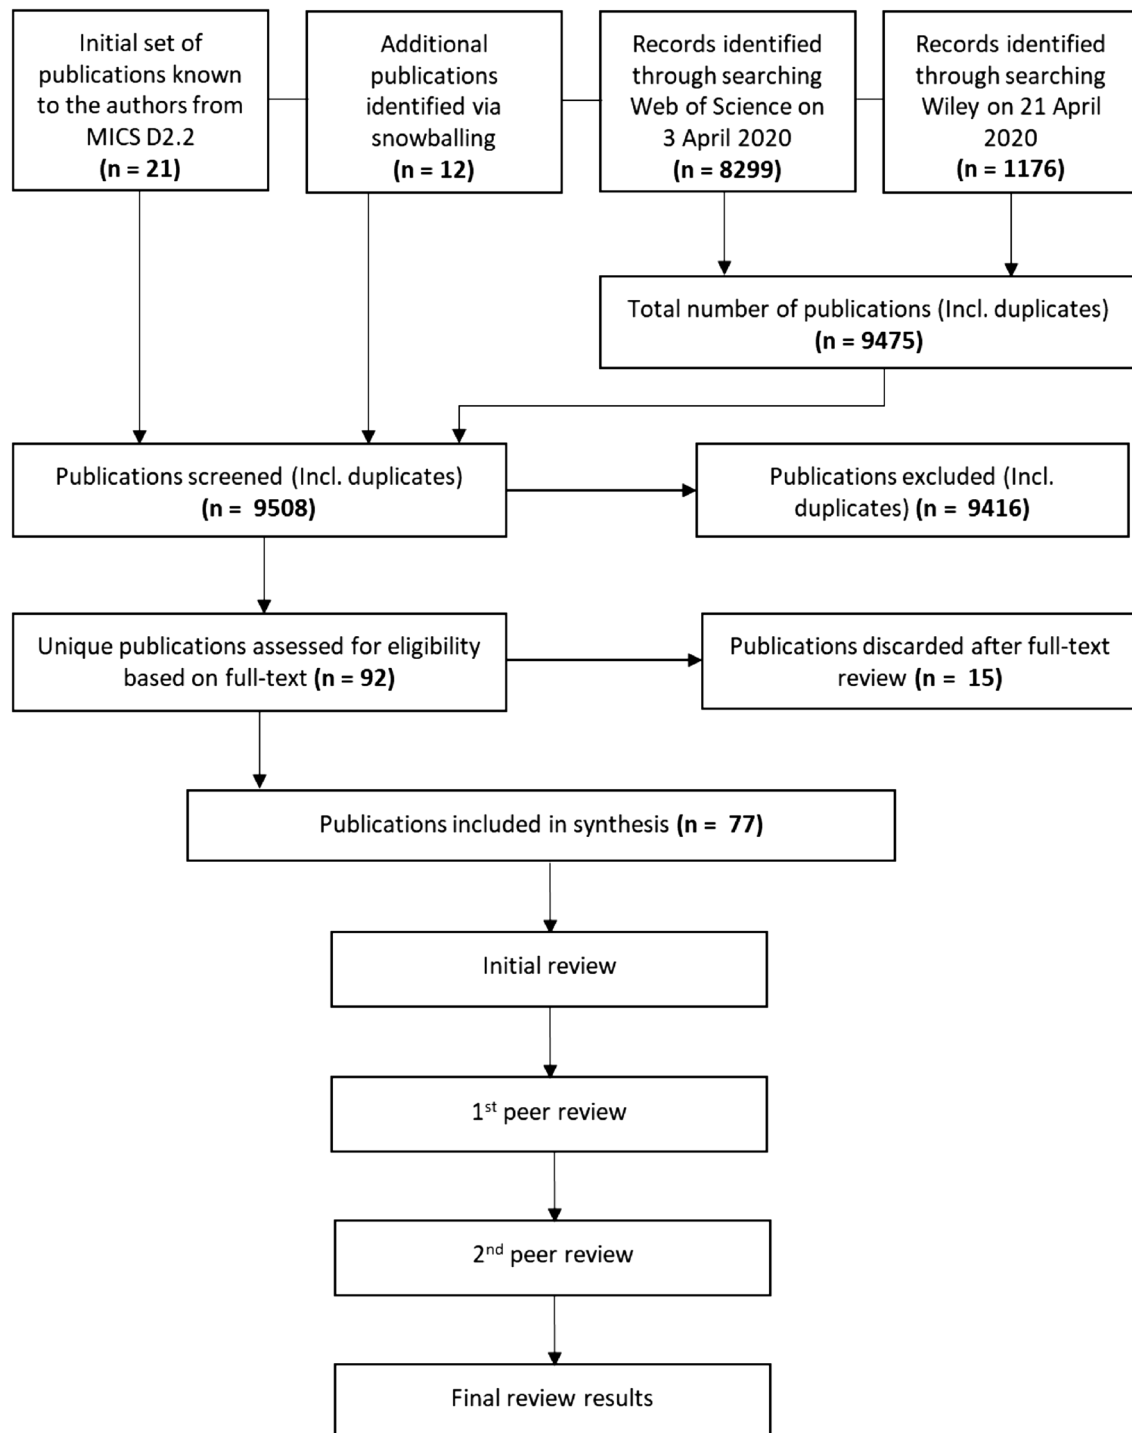 Initial set of
publications known
to the authors from
MICS D2.2
(n = 21)
Additional
publications
identified via
snowballing
(n = 12)
Records identified
through searching
Web of Science on
3 April 2020
(n = 8299)
Records identified
through searching
Wiley on 21 April
2020
(n = 1176)
Total number of publications (Incl. duplicates)
(n = 9475)
Publications screened (Incl. duplicates)
(n = 9508)
Publications excluded (Incl.
duplicates) (n = 9416)
Unique publications assessed for eligibility
based on full-text (n = 92)
Publications discarded after full-text
review (n = 15)
Publications included in synthesis (n = 77)
Initial review
1st peer review
2nd peer review
Final review results